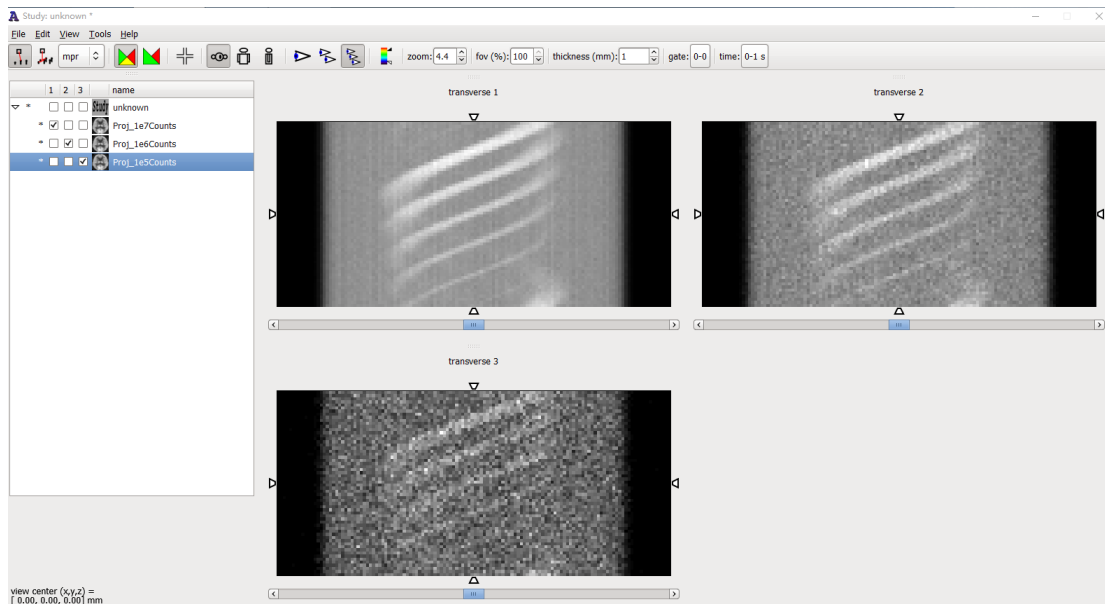 Study: unknown *
File Edit View Tools Help
mpr zoom: 4.4 fov (%): 100 thickness (mm): 1 gate: 0-0 time: 0-1 s
1 2 3 name
* Study unknown
* Proj_1e7Counts
* Proj_1e6Counts
* Proj_1e5Counts
transverse 1
transverse 2
transverse 3
view center (x,y,z) =
[ 0.00, 0.00, 0.00] mm